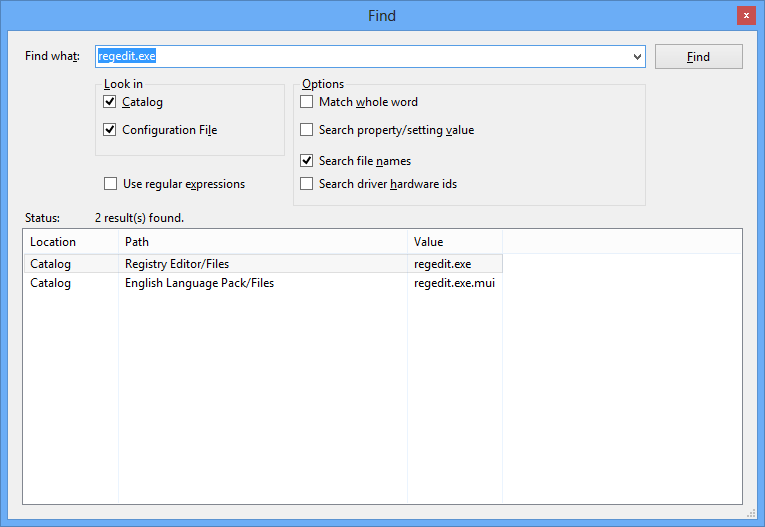 Find
x
Find what: regedit.exe Find
Look in Options
Catalog Match whole word
Configuration File Search property/setting value
Search file names
Use regular expressions Search driver hardware ids
Status: 2 result(s) found.
Location Path Value
Catalog Registry Editor/Files regedit.exe
Catalog English Language Pack/Files regedit.exe.mui